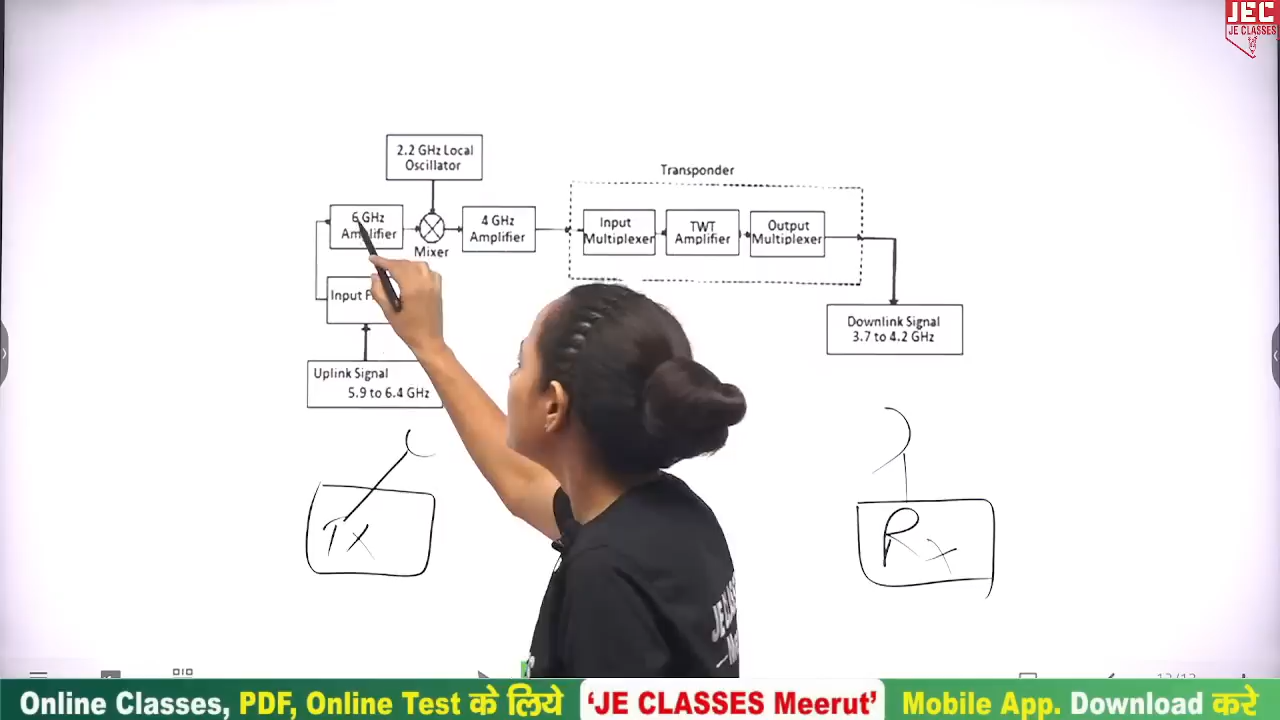 JEC
JE CLASSES
2.2 GHz Local
Oscillator
Transponder
6 GHz
Amplifier
Mixer
4 GHz
Amplifier
Input
Multiplexer
TWT
Amplifier
Output
Multiplexer
Input
Downlink Signal
3.7 to 4.2 GHz
Uplink Signal
5.9 to 6.4 GHz
TX
Rx
JE CLASSES
Online Classes, PDF, Online Test के लिये
‘JE CLASSES Meerut’
Mobile App. Download करे